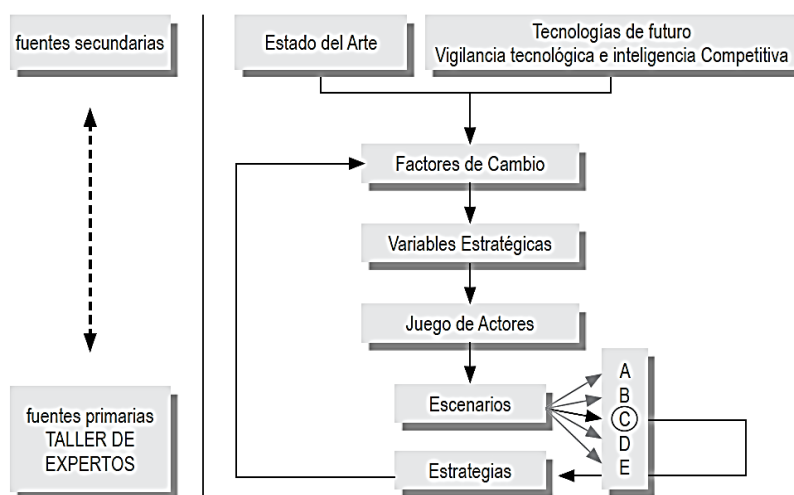 fuentes secundarias
fuentes primarias
TALLER DE
EXPERTOS
Estado del Arte
Tecnologías de futuro
Vigilancia tecnológica e inteligencia Competitiva
Factores de Cambio
Variables Estratégicas
Juego de Actores
Escenarios
Estrategias
A
B
C
D
E